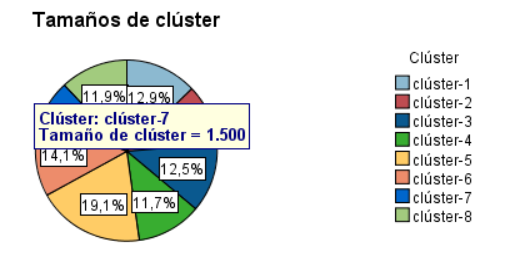 Tamaños de clúster
Clúster
clúster-1
clúster-2
clúster-3
clúster-4
clúster-5
clúster-6
clúster-7
clúster-8
11,9%
12,9%
Clúster: clúster-7
Tamaño de clúster = 1.500
14,1%
12,5%
19,1%
11,7%